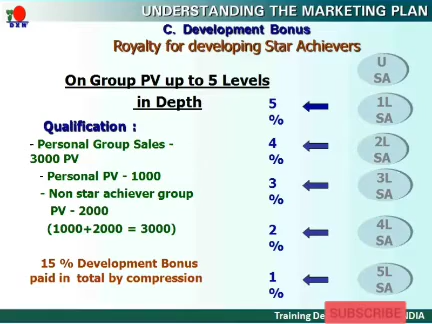 DXN
UNDERSTANDING THE MARKETING PLAN
C. Development Bonus
Royalty for developing Star Achievers
On Group PV up to 5 Levels
in Depth
Qualification :
- Personal Group Sales -
3000 PV
- Personal PV - 1000
- Non star achiever group
PV - 2000
(1000+2000 = 3000)
15 % Development Bonus
paid in total by compression
5
%
4
%
3
%
2
%
1
%
U
SA
1L
SA
2L
SA
3L
SA
4L
SA
5L
SA
Training De
SUBSCRIBE
NDIA